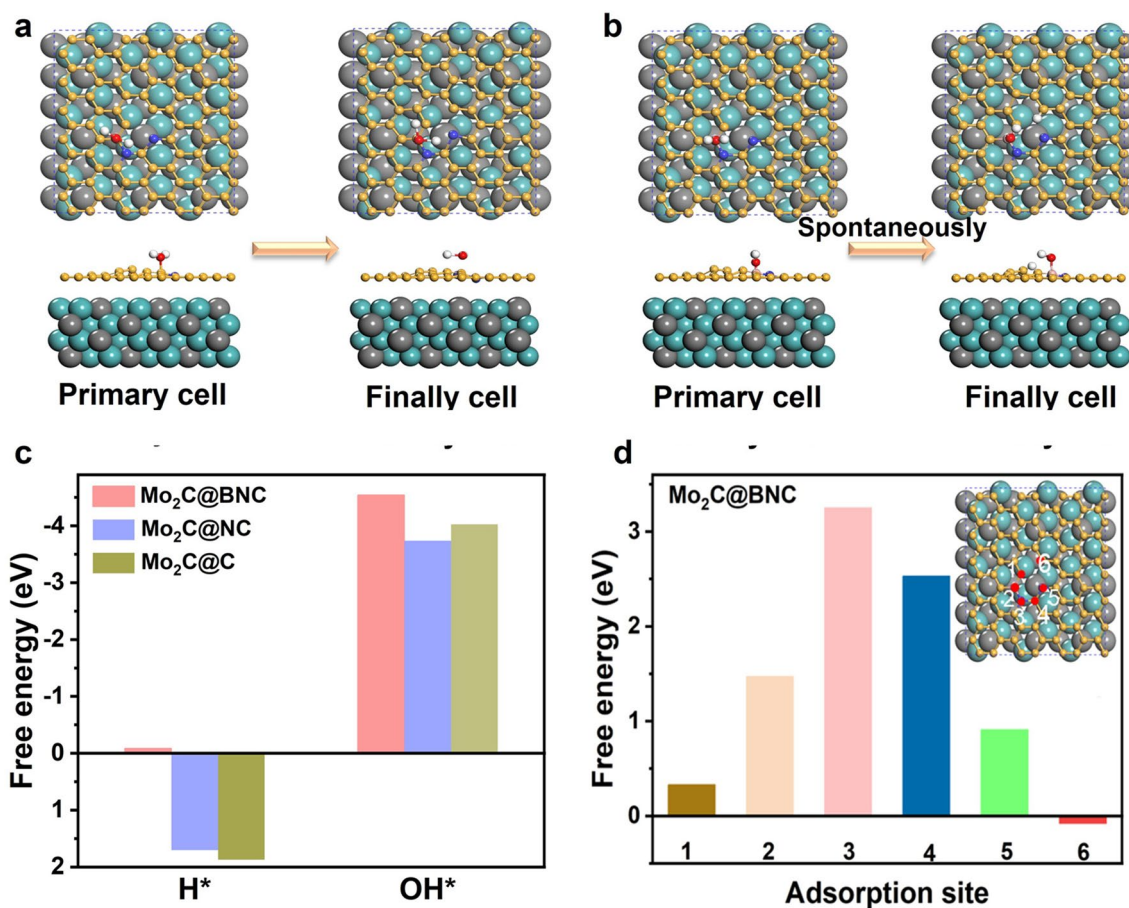 a
b
Spontaneously
Primary cell
Finally cell
Primary cell
Finally cell
c
Mo₂C@BNC
Mo₂C@NC
Mo₂C@C
Free energy (eV)
-4
-3
-2
-1
0
1
2
H*
OH*
d
Mo₂C@BNC
Free energy (eV)
3
2
1
0
1
2
3
4
5
6
1
6
2
5
3
4
Adsorption site